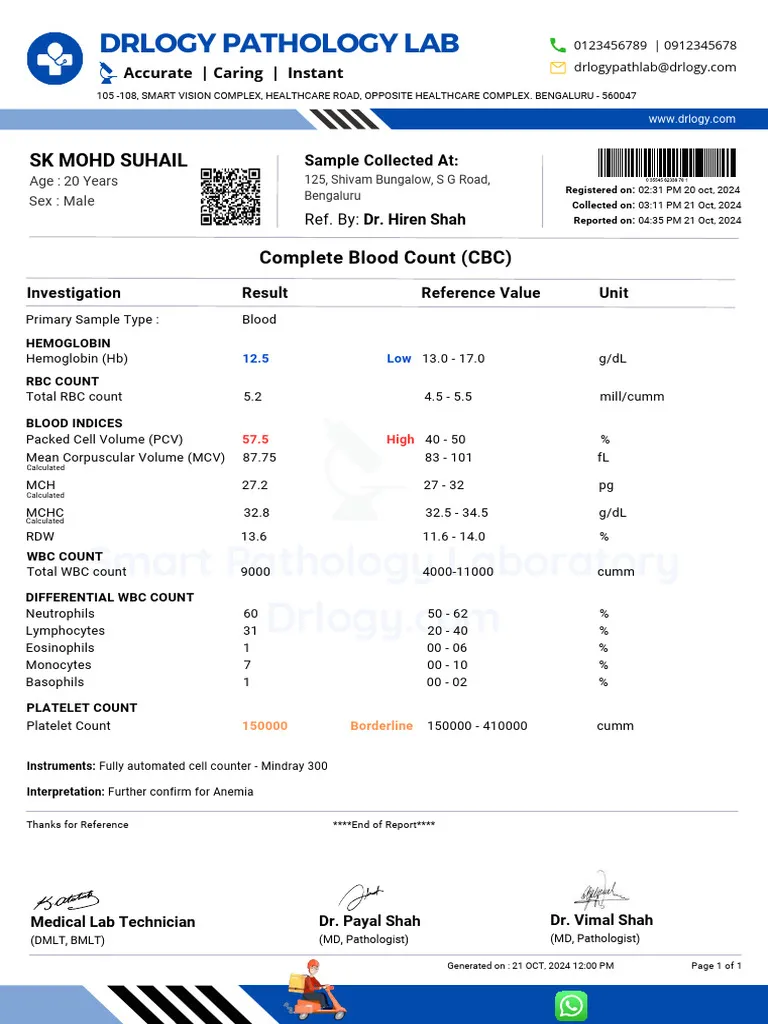 DRLOGY PATHOLOGY LAB
Accurate | Caring | Instant
0123456789 | 0912345678
drlogypathlab@drlogy.com
105 -108, SMART VISION COMPLEX, HEALTHCARE ROAD, OPPOSITE HEALTHCARE COMPLEX. BENGALURU - 560047
www.drlogy.com
SK MOHD SUHAIL
Age : 20 Years
Sex : Male
Sample Collected At:
125, Shivam Bungalow, S G Road,
Bengaluru
Ref. By: Dr. Hiren Shah
Registered on: 02:31 PM 20 oct, 2024
Collected on: 03:11 PM 21 Oct, 2024
Reported on: 04:35 PM 21 Oct, 2024
Complete Blood Count (CBC)
Investigation Result Reference Value Unit
Primary Sample Type : Blood
HEMOGLOBIN
Hemoglobin (Hb) 12.5 Low 13.0 - 17.0 g/dL
RBC COUNT
Total RBC count 5.2 4.5 - 5.5 mill/cumm
BLOOD INDICES
Packed Cell Volume (PCV) 57.5 High 40 - 50 %
Mean Corpuscular Volume (MCV) 87.75 83 - 101 fL
Calculated
MCH 27.2 27 - 32 pg
Calculated
MCHC 32.8 32.5 - 34.5 g/dL
Calculated
RDW 13.6 11.6 - 14.0 %
WBC COUNT
Total WBC count 9000 4000-11000 cumm
DIFFERENTIAL WBC COUNT
Neutrophils 60 50 - 62 %
Lymphocytes 31 20 - 40 %
Eosinophils 1 00 - 06 %
Monocytes 7 00 - 10 %
Basophils 1 00 - 02 %
Smart Pathology Laboratory
Drlogy.com
PLATELET COUNT
Platelet Count 150000 Borderline 150000 - 410000 cumm
Instruments: Fully automated cell counter - Mindray 300
Interpretation: Further confirm for Anemia
Thanks for Reference ****End of Report****
Medical Lab Technician
(DMLT, BMLT)
Dr. Payal Shah
(MD, Pathologist)
Dr. Vimal Shah
(MD, Pathologist)
Generated on : 21 OCT, 2024 12:00 PM Page 1 of 1